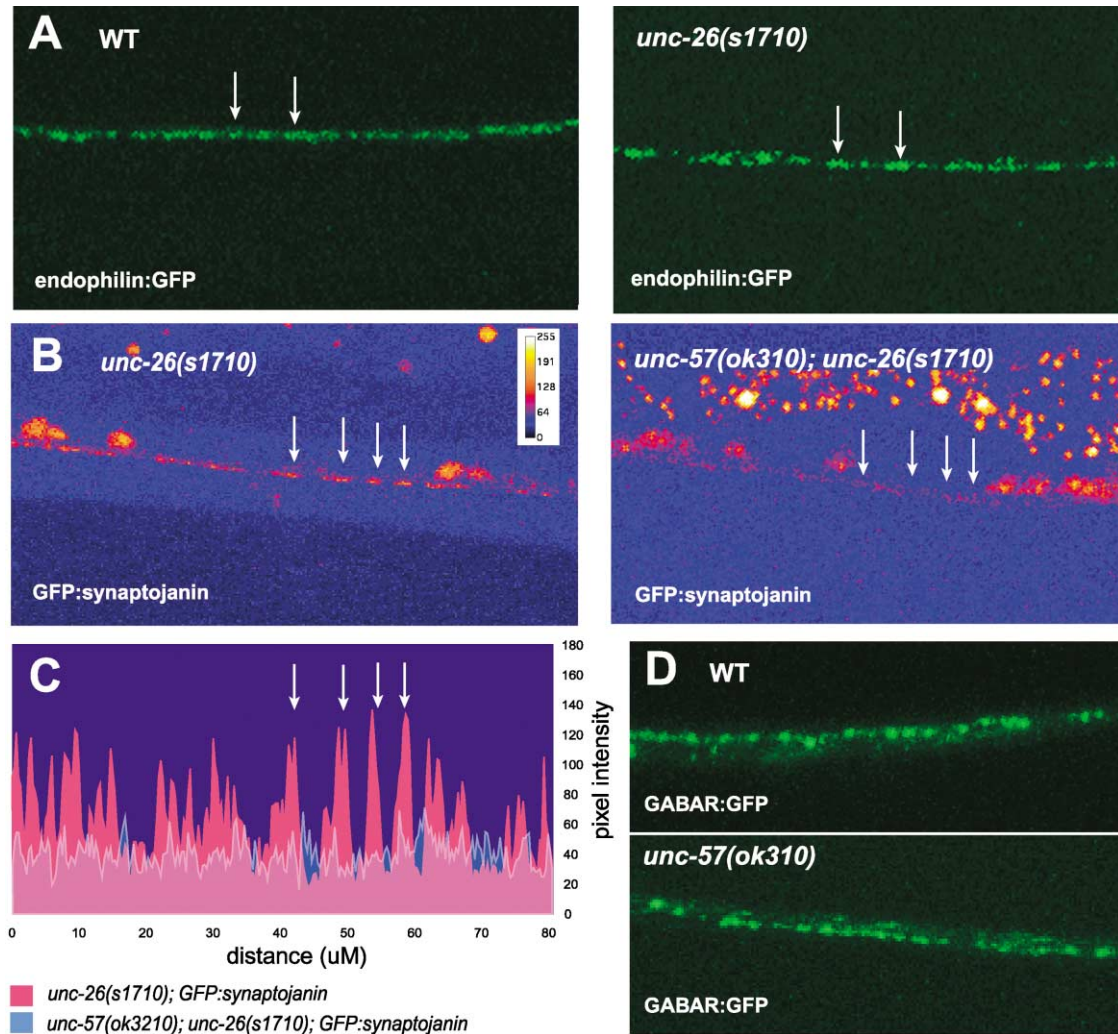 A WT
unc-26(s1710)
endophilin:GFP
endophilin:GFP
B unc-26(s1710)
255
191
128
64
0
unc-57(ok310); unc-26(s1710)
GFP:synaptojanin
GFP:synaptojanin
C
180
160
140
120
100
80
60
40
20
0
pixel intensity
0 10 20 30 40 50 60 70 80
distance (uM)
unc-26(s1710); GFP:synaptojanin
unc-57(ok3210); unc-26(s1710); GFP:synaptojanin
D WT
GABAR:GFP
unc-57(ok310)
GABAR:GFP